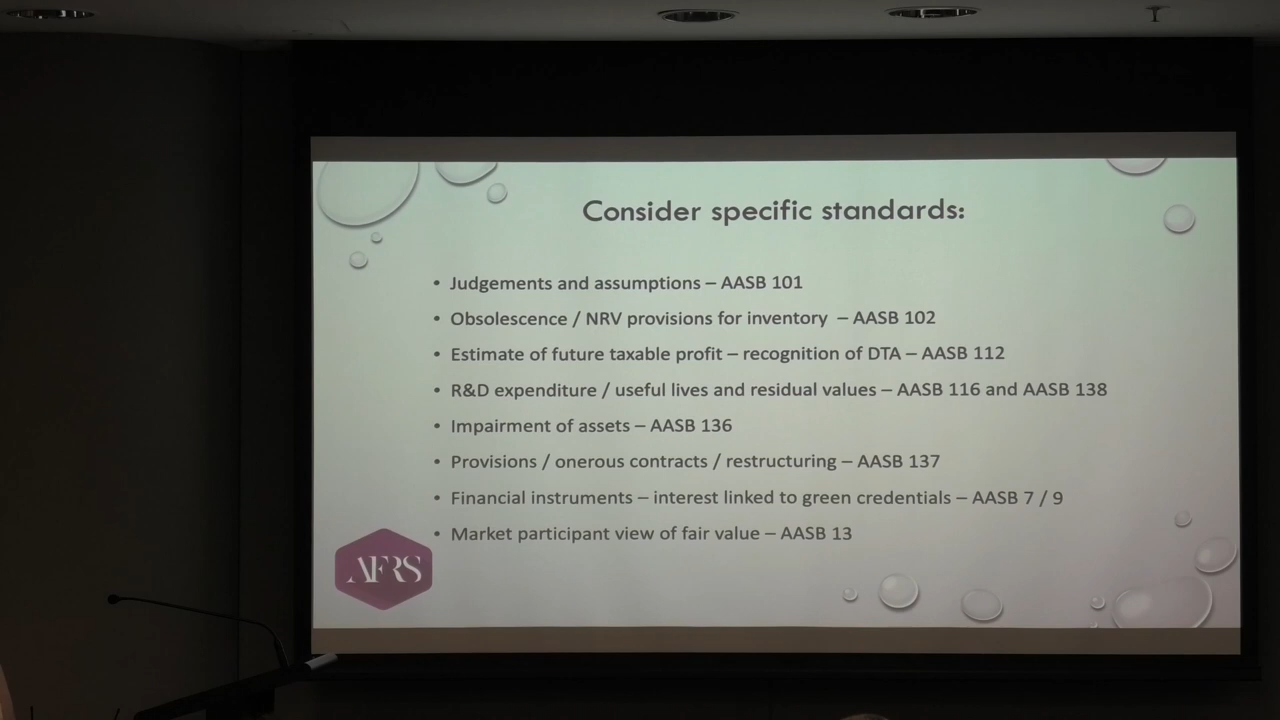 Consider specific standards:
• Judgements and assumptions – AASB 101
• Obsolescence / NRV provisions for inventory – AASB 102
• Estimate of future taxable profit – recognition of DTA – AASB 112
• R&D expenditure / useful lives and residual values – AASB 116 and AASB 138
• Impairment of assets – AASB 136
• Provisions / onerous contracts / restructuring – AASB 137
• Financial instruments – interest linked to green credentials – AASB 7 / 9
• Market participant view of fair value – AASB 13
AFRS